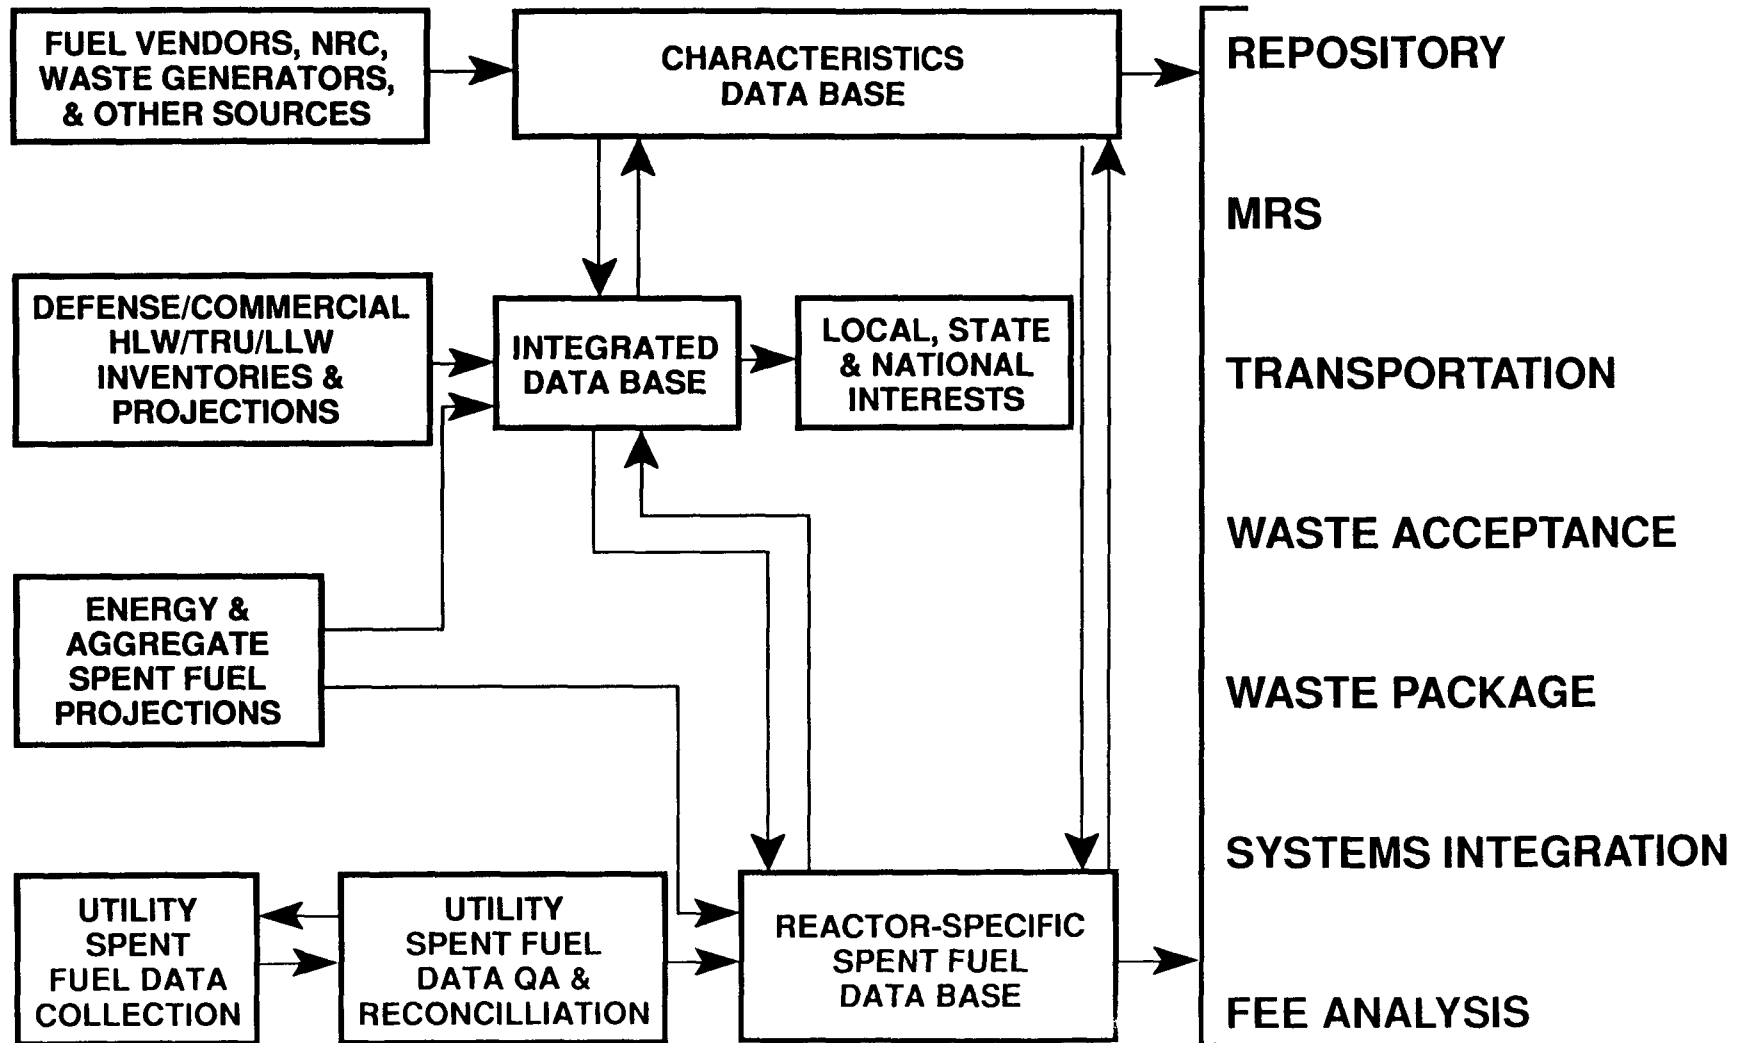 FUEL VENDORS, NRC,
WASTE GENERATORS,
& OTHER SOURCES
CHARACTERISTICS
DATA BASE
REPOSITORY
MRS
DEFENSE/COMMERCIAL
HLW/TRU/LLW
INVENTORIES &
PROJECTIONS
INTEGRATED
DATA BASE
LOCAL, STATE
& NATIONAL
INTERESTS
TRANSPORTATION
WASTE ACCEPTANCE
ENERGY &
AGGREGATE
SPENT FUEL
PROJECTIONS
WASTE PACKAGE
SYSTEMS INTEGRATION
UTILITY
SPENT
FUEL DATA
COLLECTION
UTILITY
SPENT FUEL
DATA QA &
RECONCILLIATION
REACTOR-SPECIFIC
SPENT FUEL
DATA BASE
FEE ANALYSIS